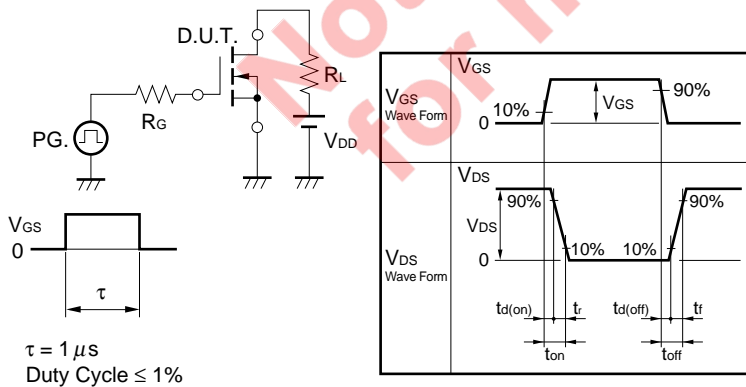 D.U.T.
RL
RG
PG.
VDD
VGS
0
τ
τ = 1 μs
Duty Cycle ≤ 1%
VGS
Wave Form
VGS
10%
VGS
90%
0
VDS
Wave Form
VDS
90%
VDS
10%
10%
90%
0
td(on)
tr
td(off)
tf
ton
toff